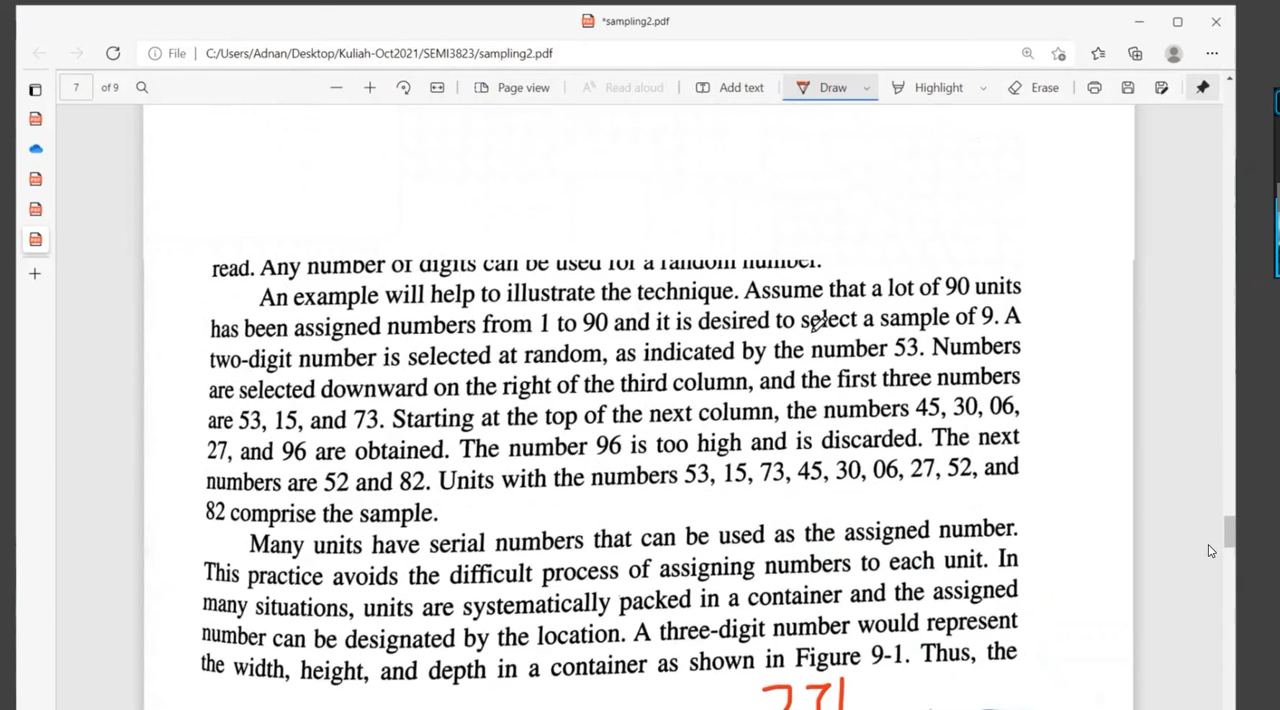 *sampling2.pdf
File | C:/Users/Adnan/Desktop/Kuliah-Oct2021/SEMI3823/sampling2.pdf
7 of 9 Page view Read aloud Add text Draw Highlight Erase
read. Any number of digits can be used for a random number.
An example will help to illustrate the technique. Assume that a lot of 90 units
has been assigned numbers from 1 to 90 and it is desired to select a sample of 9. A
two-digit number is selected at random, as indicated by the number 53. Numbers
are selected downward on the right of the third column, and the first three numbers
are 53, 15, and 73. Starting at the top of the next column, the numbers 45, 30, 06,
27, and 96 are obtained. The number 96 is too high and is discarded. The next
numbers are 52 and 82. Units with the numbers 53, 15, 73, 45, 30, 06, 27, 52, and
82 comprise the sample.
Many units have serial numbers that can be used as the assigned number.
This practice avoids the difficult process of assigning numbers to each unit. In
many situations, units are systematically packed in a container and the assigned
number can be designated by the location. A three-digit number would represent
the width, height, and depth in a container as shown in Figure 9-1. Thus, the